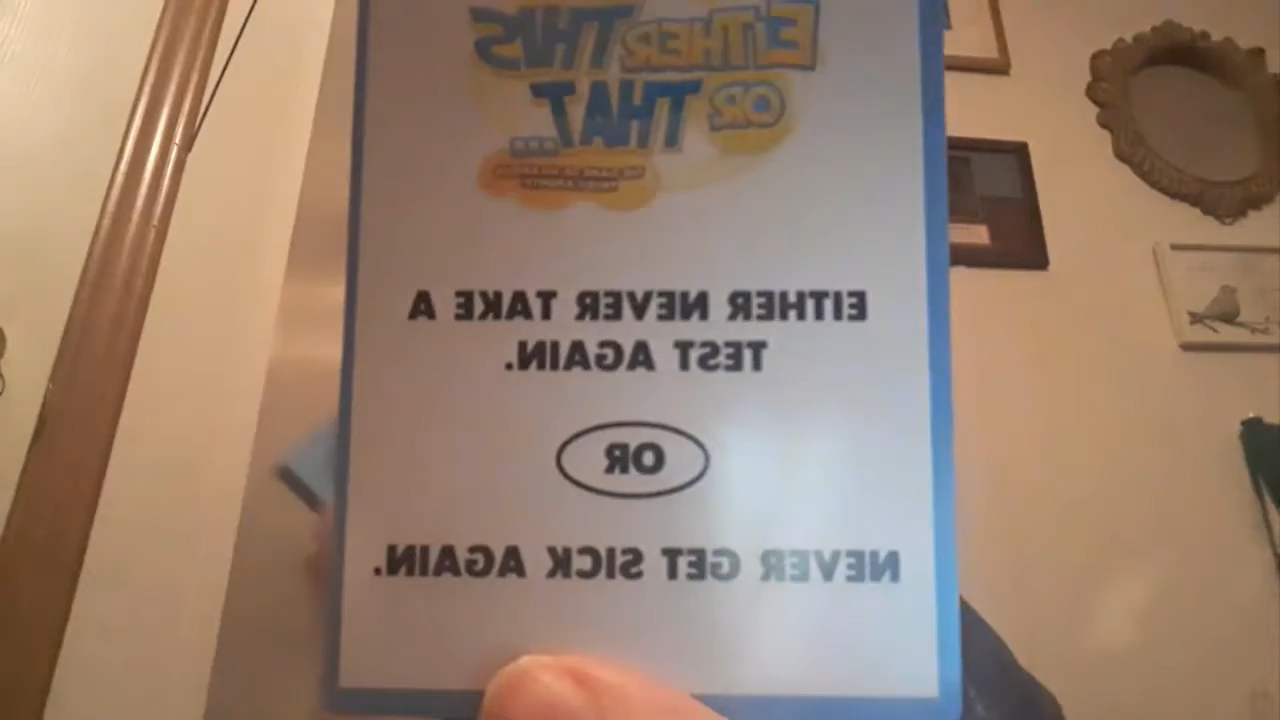 EITHER THIS
OR THAT...
EITHER NEVER TAKE A
TEST AGAIN.
OR
NEVER GET SICK AGAIN.